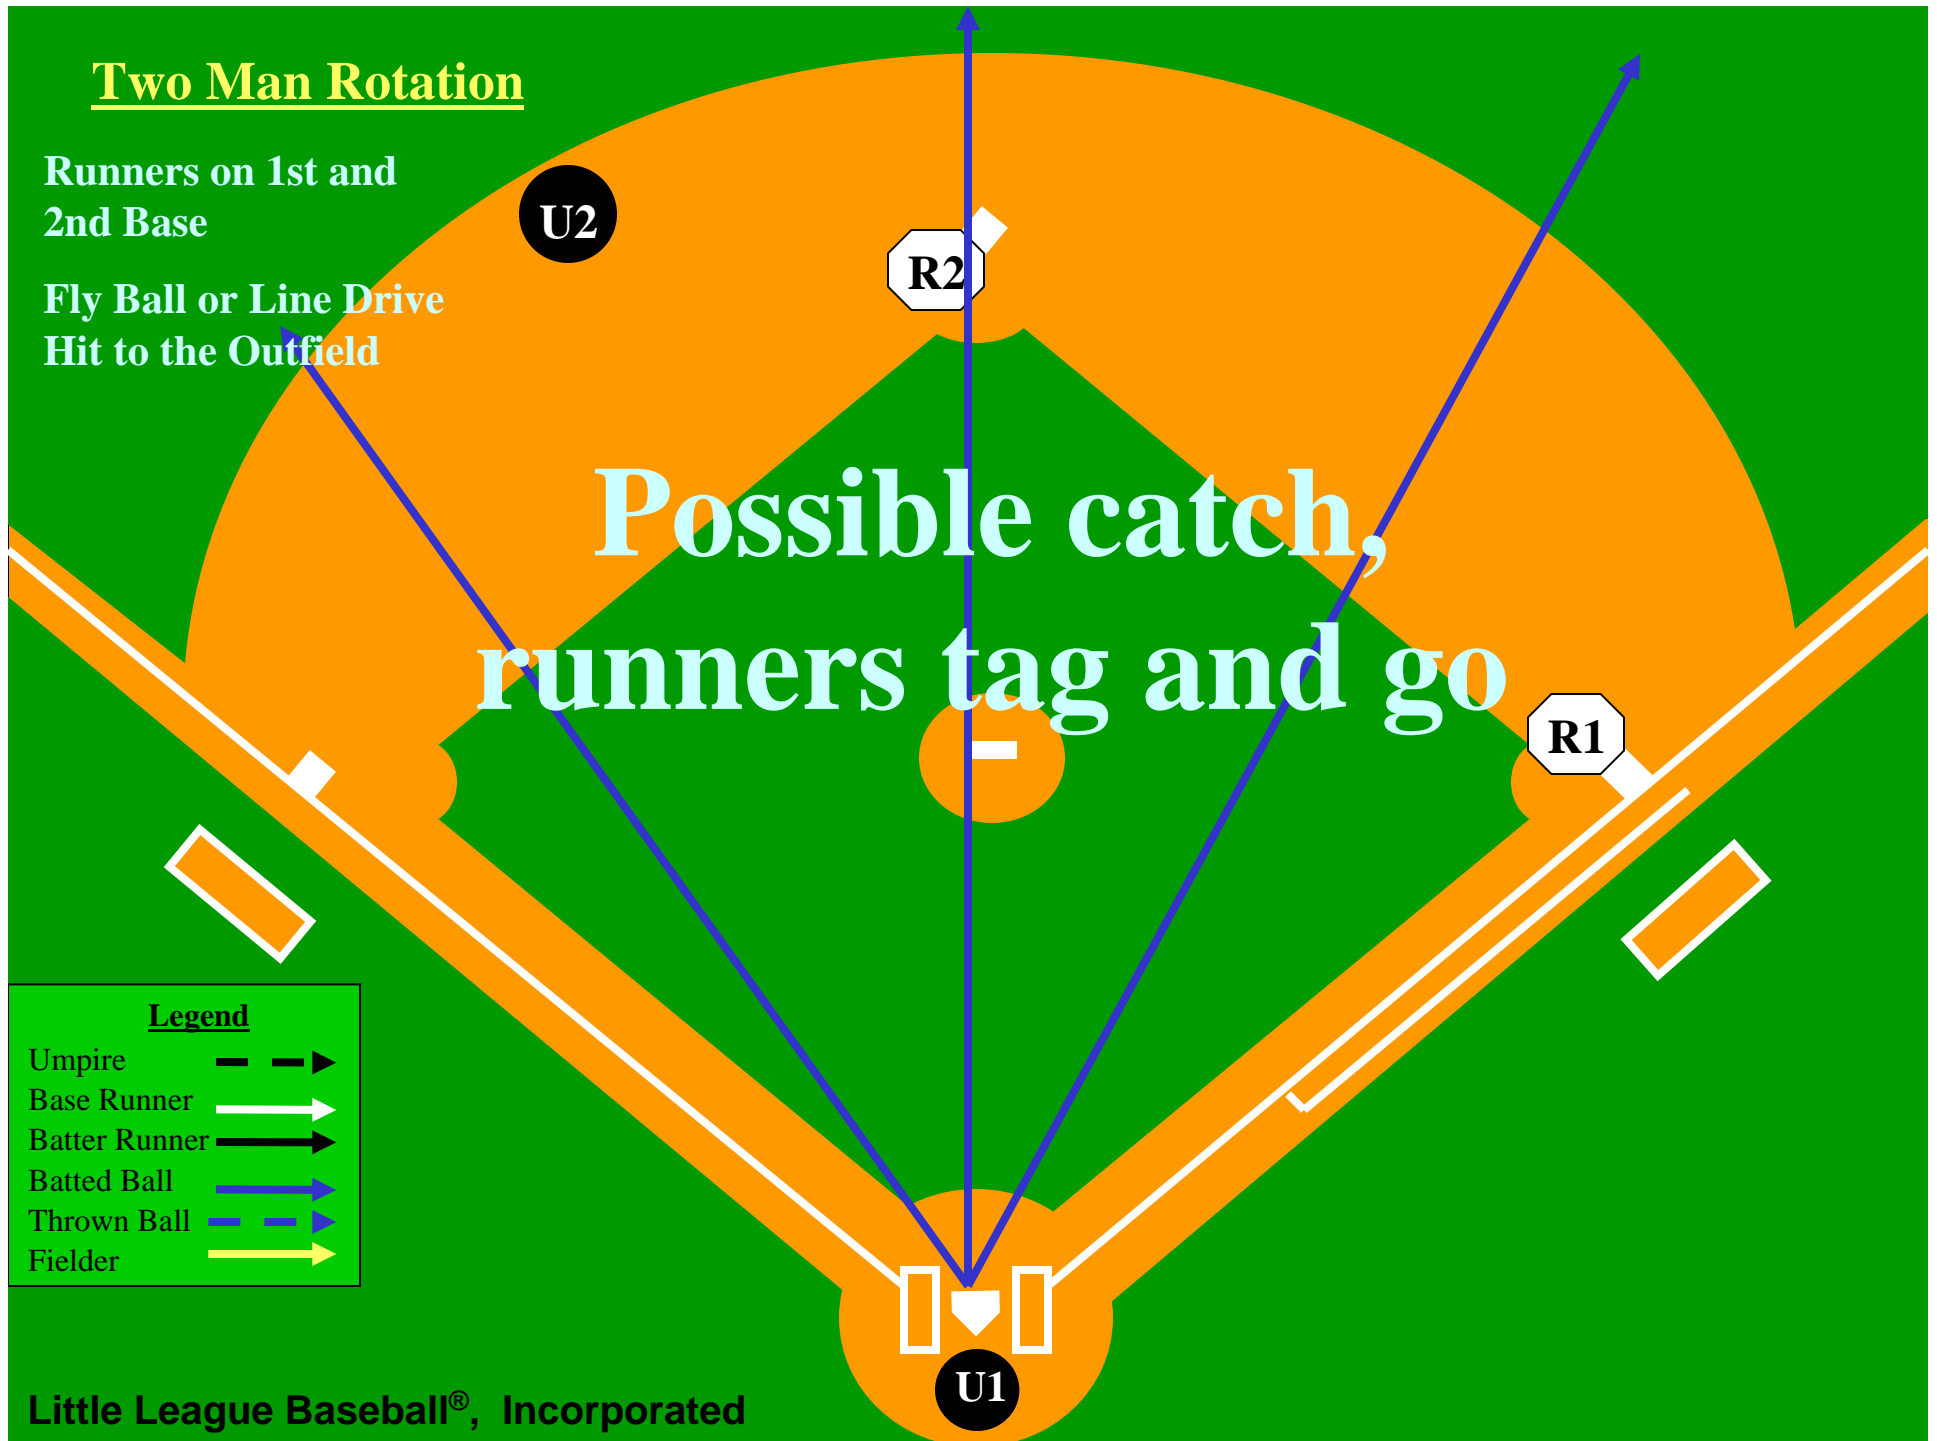 Two Man Rotation
Runners on 1st and
2nd Base
Fly Ball or Line Drive
Hit to the Outfield
U2
R2
Possible catch,
runners tag and go
R1
Legend
Umpire
Base Runner
Batter Runner
Batted Ball
Thrown Ball
Fielder
U1
Little League Baseball®, Incorporated